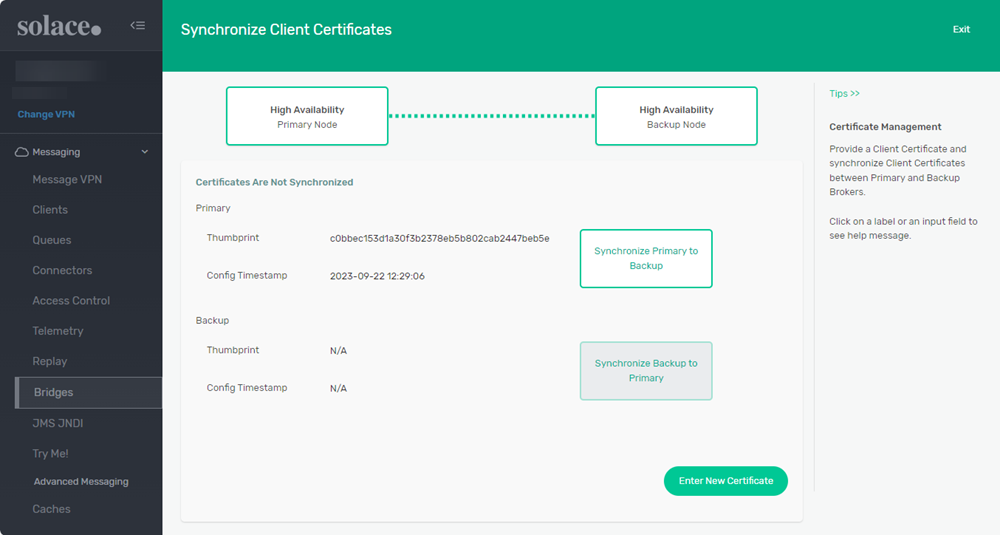 solace.
Synchronize Client Certificates
Exit
Change VPN
Messaging
Message VPN
Clients
Queues
Connectors
Access Control
Telemetry
Replay
Bridges
JMS JNDI
Try Me!
Advanced Messaging
Caches
High Availability
Primary Node
High Availability
Backup Node
Certificates Are Not Synchronized
Primary
Thumbprint
c0bbec153d1a30f3b2378eb5b802cab2447beb5e
Config Timestamp
2023-09-22 12:29:06
Synchronize Primary to
Backup
Backup
Thumbprint
N/A
Config Timestamp
N/A
Synchronize Backup to
Primary
Enter New Certificate
Tips >>
Certificate Management
Provide a Client Certificate and
synchronize Client Certificates
between Primary and Backup
Brokers.
Click on a label or an input field to
see help message.